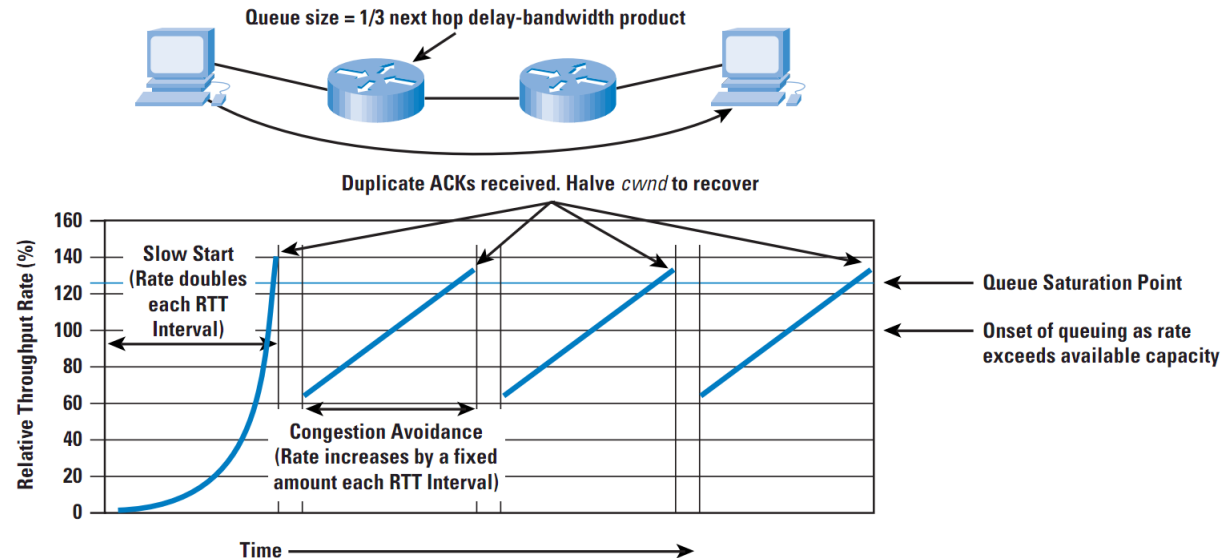 Queue size = 1/3 next hop delay-bandwidth product
Duplicate ACKs received. Halve cwnd to recover
Relative Throughput Rate (%)
160
140
120
100
80
60
40
20
0
Slow Start
(Rate doubles
each RTT
Interval)
Congestion Avoidance
(Rate increases by a fixed
amount each RTT Interval)
Queue Saturation Point
Onset of queuing as rate
exceeds available capacity
Time